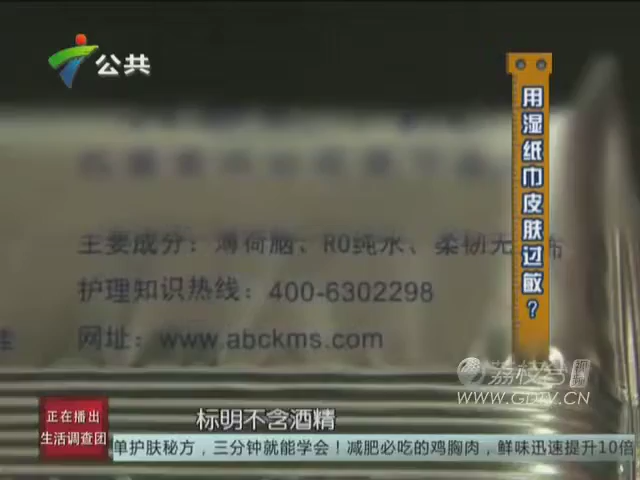 公共
用湿纸巾皮肤过敏？
主要成分：薄荷脑、RO纯水、柔韧无
护理知识热线：400-6302298
网址：www.abckms.com
荔枝台
www.GDTV.CN
标明不含酒精
正在播出
生活调查团
单护肤秘方，三分钟就能学会！减肥必吃的鸡胸肉，鲜味迅速提升10倍